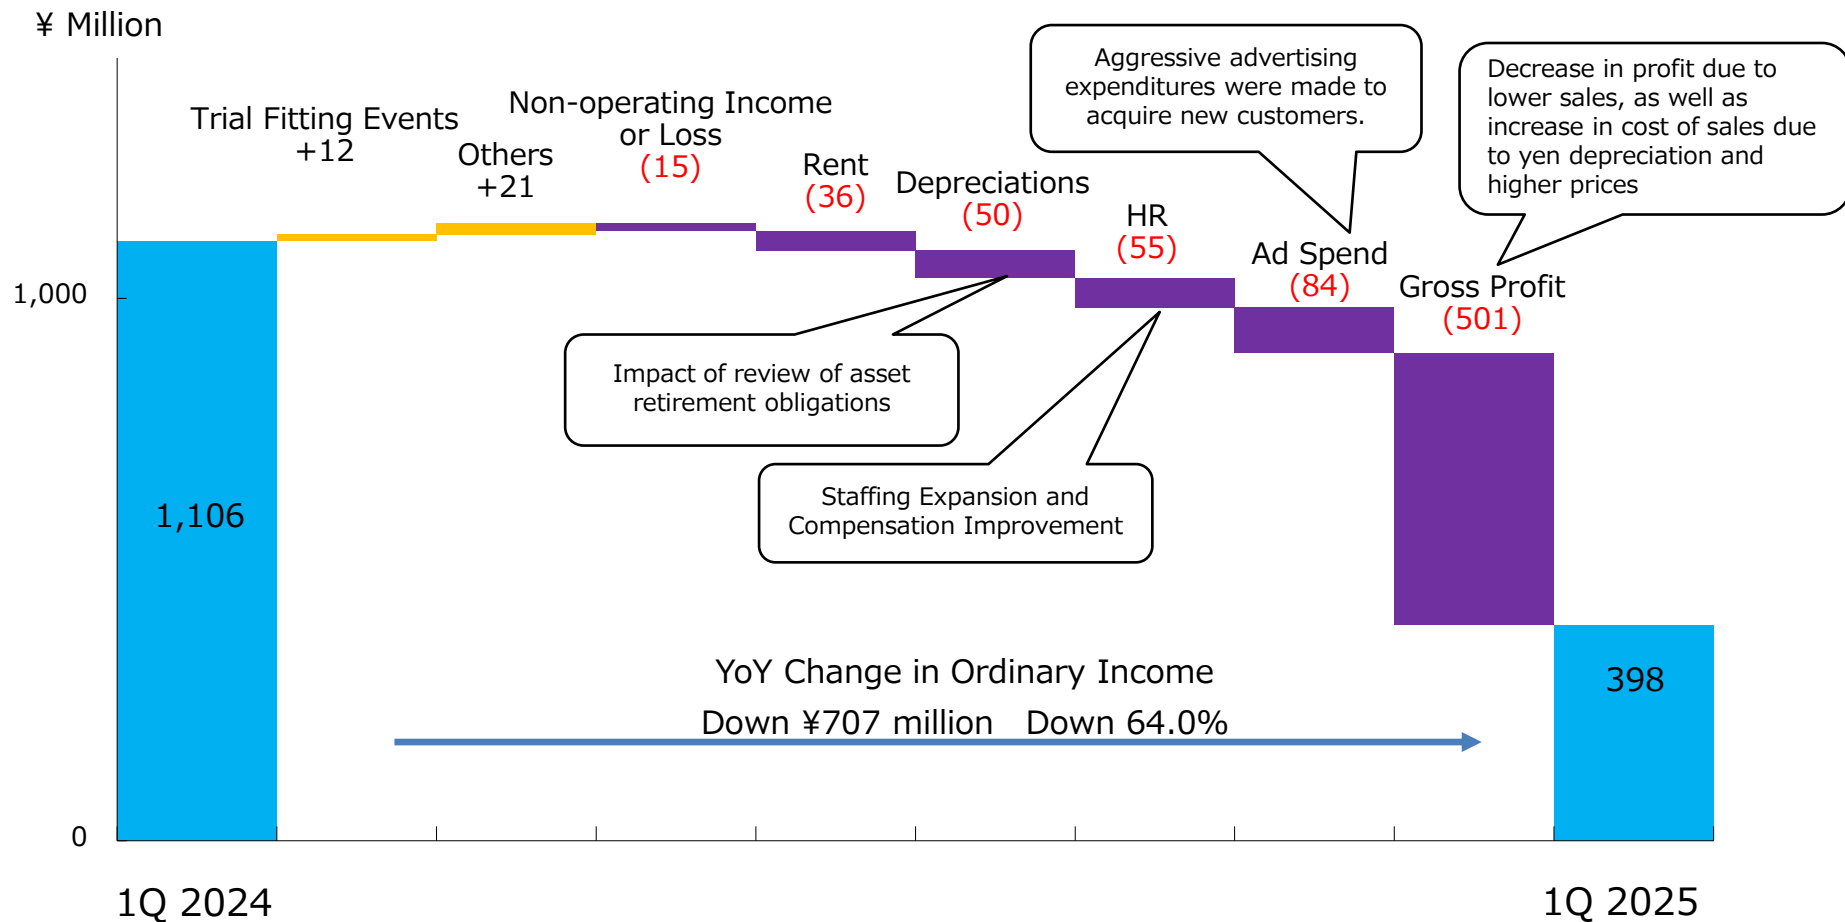 ¥ Million
Trial Fitting Events
+12
Others
+21
Non-operating Income
or Loss
(15)
Rent
(36)
Depreciations
(50)
HR
(55)
Ad Spend
(84)
Gross Profit
(501)
Aggressive advertising
expenditures were made to
acquire new customers.
Decrease in profit due to
lower sales, as well as
increase in cost of sales due
to yen depreciation and
higher prices
1,000
Impact of review of asset
retirement obligations
Staffing Expansion and
Compensation Improvement
1,106
YoY Change in Ordinary Income
Down ¥707 million Down 64.0%
398
0
1Q 2024
1Q 2025